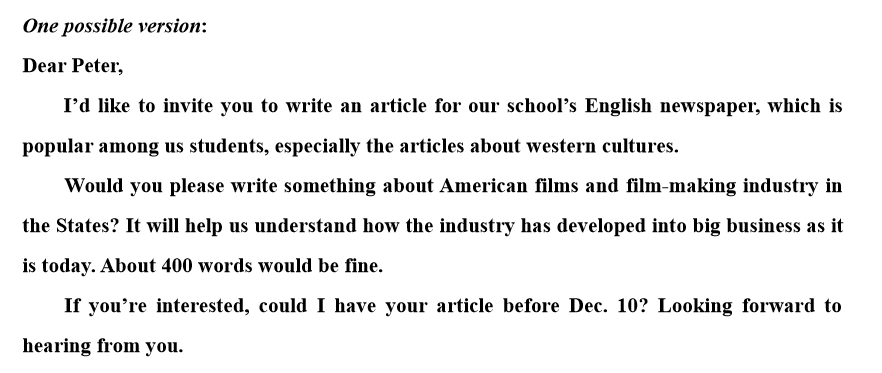 One possible version:
Dear Peter,
I’d like to invite you to write an article for our school’s English newspaper, which is
popular among us students, especially the articles about western cultures.
Would you please write something about American films and film-making industry in
the States? It will help us understand how the industry has developed into big business as it
is today. About 400 words would be fine.
If you’re interested, could I have your article before Dec. 10? Looking forward to
hearing from you.